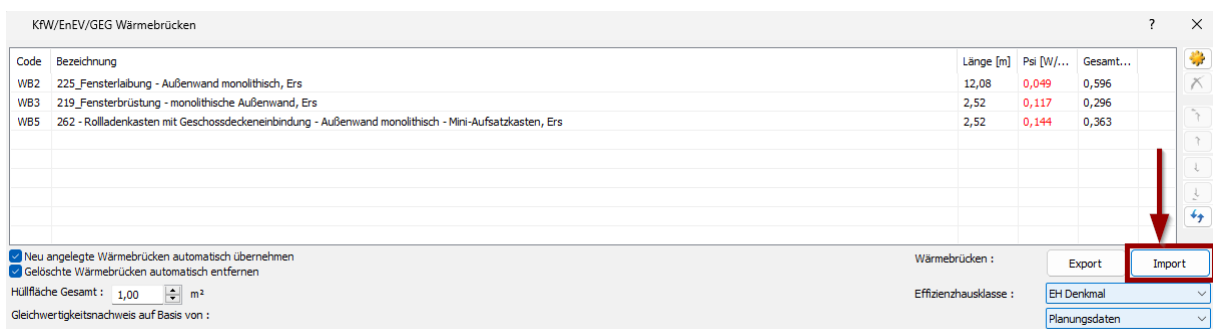 KfW/EnEV/GEG Wärmebrücken ? ×
Code Bezeichnung Länge [m] Psi [W/... Gesamt...
WB2 225_Fensterlaibung - Außenwand monolithisch, Ers 12,08 0,049 0,596
WB3 219_Fensterbrüstung - monolithische Außenwand, Ers 2,52 0,117 0,296
WB5 262 - Rollladenkasten mit Geschossdeckeneinbindung - Außenwand monolithisch - Mini-Aufsatzkasten, Ers 2,52 0,144 0,363
Neu angelegte Wärmebrücken automatisch übernehmen
Wärmebrücken : Export Import
Gelöschte Wärmebrücken automatisch entfernen
Hüllfläche Gesamt : 1,00 m² Effizienzhausklasse : EH Denkmal
Gleichwertigkeitsnachweis auf Basis von : Planungsdaten